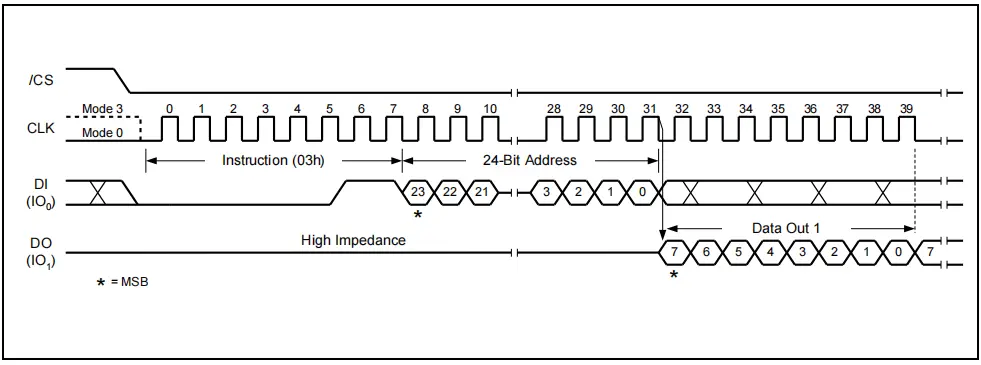 /CS
Mode 3 0 1 2 3 4 5 6 7 8 9 10 28 29 30 31 32 33 34 35 36 37 38 39
CLK Mode 0
Instruction (03h) 24-Bit Address
DI
(IO0) 23 22 21 3 2 1 0
*
High Impedance Data Out 1
DO
(IO1) 7 6 5 4 3 2 1 0 7
*
* = MSB